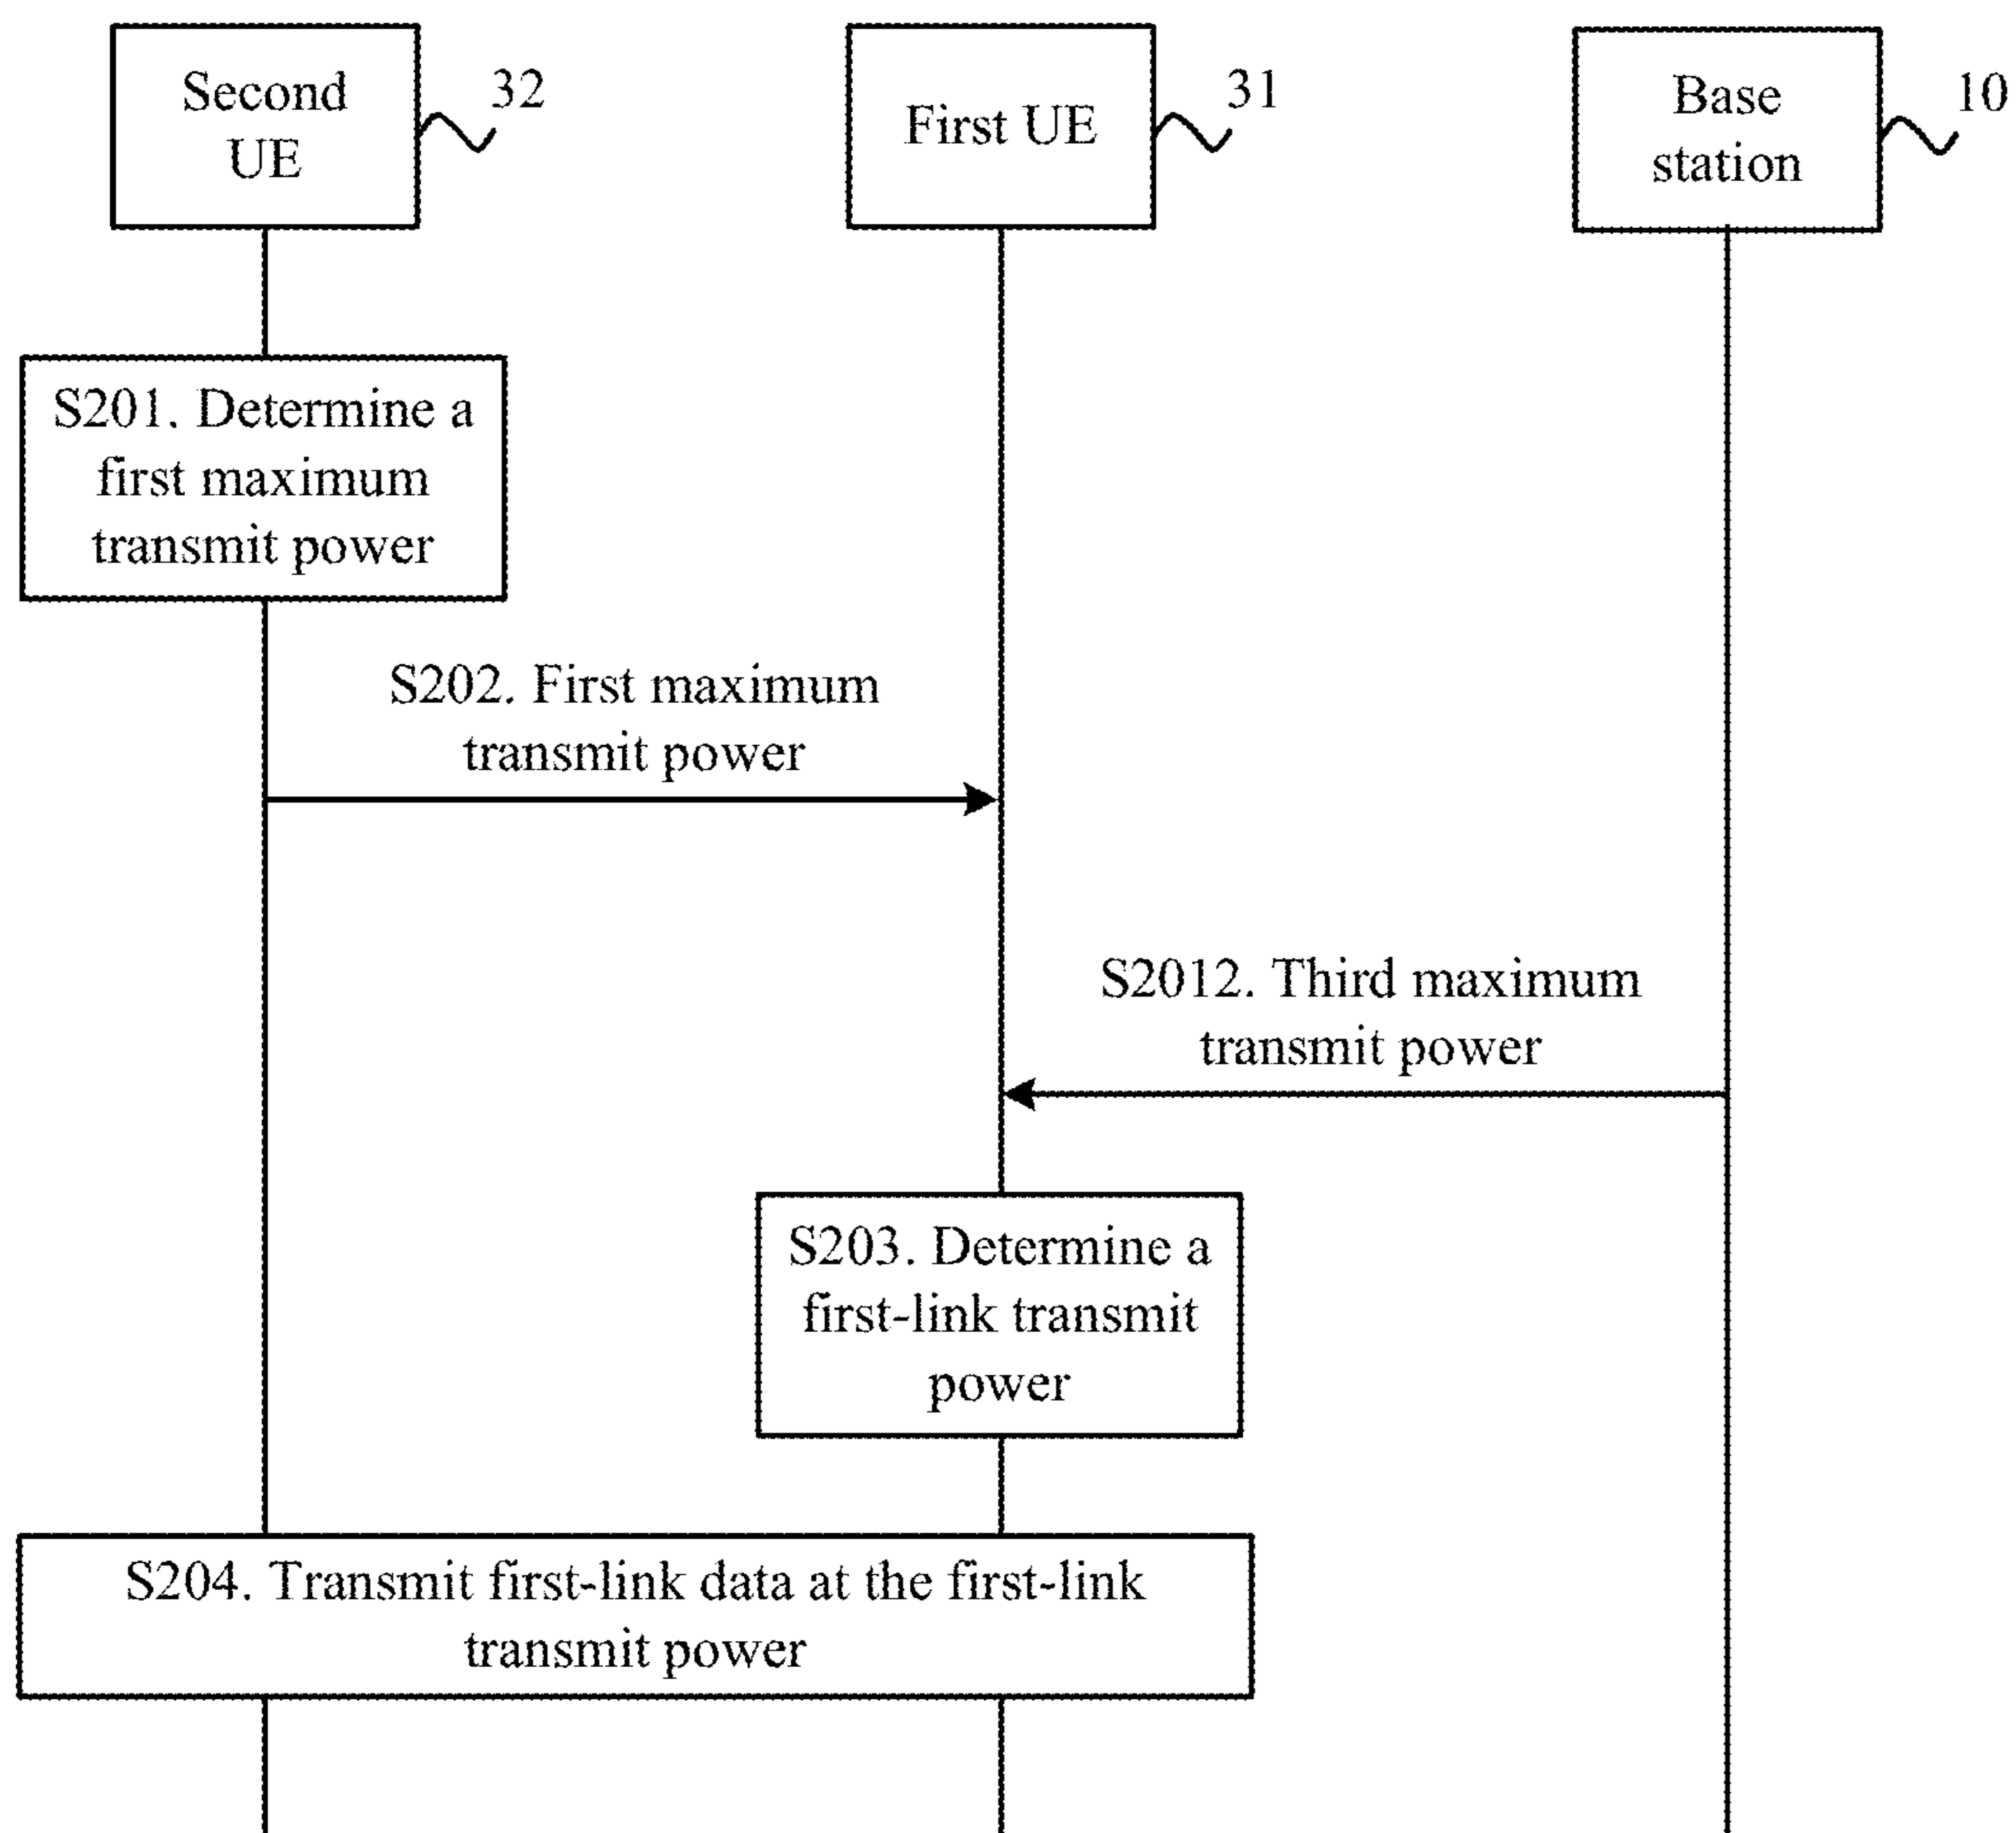 Second
UE
32
First UE
31
Base
station
10
S201. Determine a
first maximum
transmit power
S202. First maximum
transmit power
S2012. Third maximum
transmit power
S203. Determine a
first-link transmit
power
S204. Transmit first-link data at the first-link
transmit power